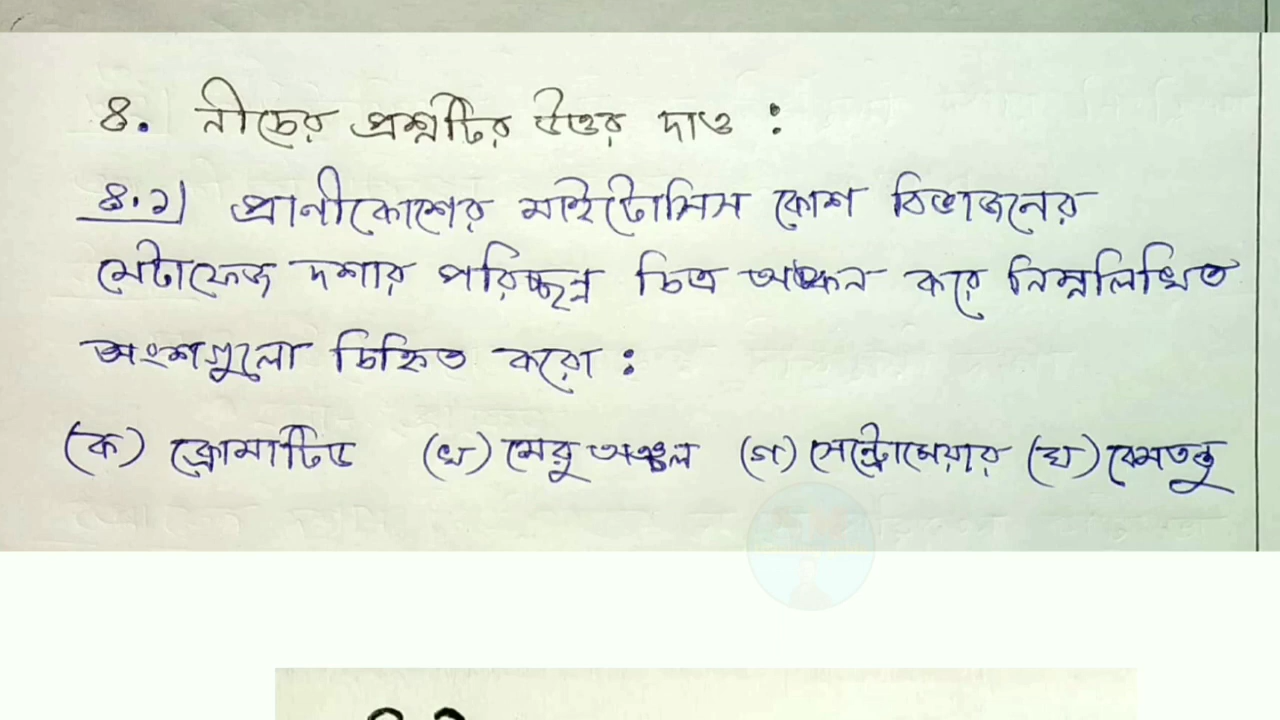 ৪. নীচের প্রশ্নটির উত্তর দাও :
৪.১) প্রাণীকোশের মাইটোসিস কোশ বিভাজনের
মেটাফেজ দশার পরিচ্ছন্ন চিত্র অঙ্কন করে নিম্নলিখিত
অংশগুলো চিহ্নিত করো :
(ক) ক্রোমাটিড (খ) মেরু অঞ্চল (গ) সেন্ট্রোমেয়ার (ঘ) বেমতন্তু